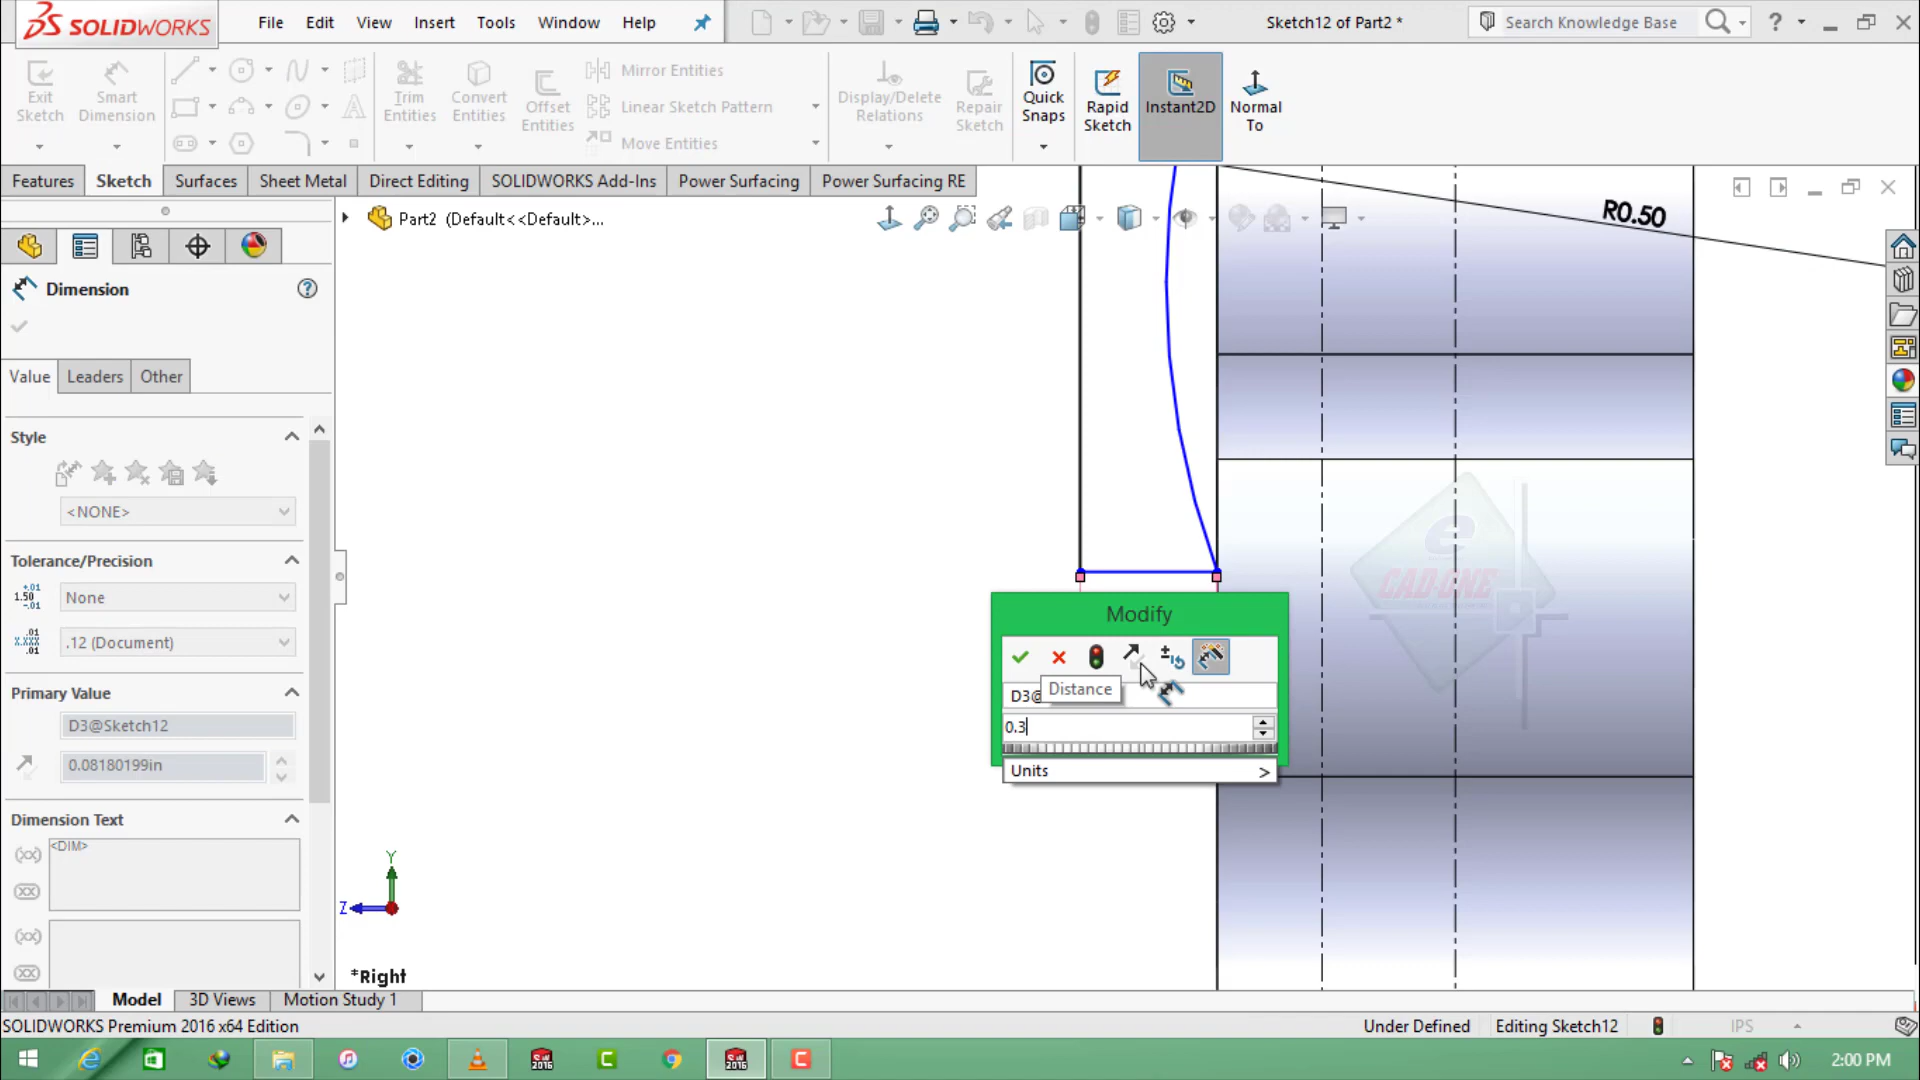 SOLIDWORKS
File Edit View Insert Tools Window Help
Sketch12 of Part2 *
Search Knowledge Base
Exit Sketch
Smart Dimension
Trim Entities
Convert Entities
Offset Entities
Mirror Entities
Linear Sketch Pattern
Move Entities
Display/Delete Relations
Repair Sketch
Quick Snaps
Rapid Sketch
Instant2D
Normal To
Features Sketch Surfaces Sheet Metal Direct Editing SOLIDWORKS Add-Ins Power Surfacing Power Surfacing RE
Part2 (Default<<Default>...
R0.50
Dimension
Value Leaders Other
Style
<NONE>
Tolerance/Precision
None
.12 (Document)
Primary Value
D3@Sketch12
0.08180199in
Dimension Text
<DIM>
Modify
D3@
Distance
0.3
Units >
e
CAD-ONE
Y
Z
*Right
Model 3D Views Motion Study 1
SOLIDWORKS Premium 2016 x64 Edition
Under Defined Editing Sketch12 IPS
2:00 PM